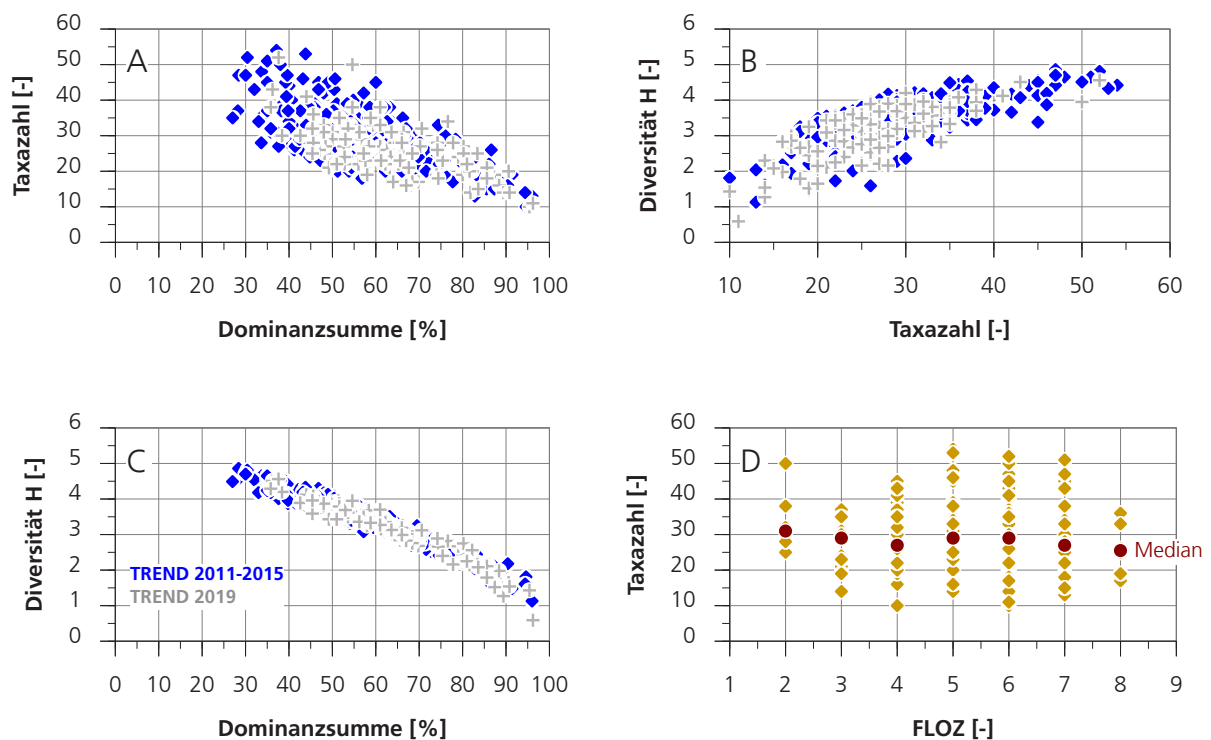 A
Taxazahl [-]
60
50
40
30
20
10
0
0 10 20 30 40 50 60 70 80 90 100
Dominanzsumme [%]
B
Diversität H [-]
6
5
4
3
2
1
0
10 20 30 40 50 60
Taxazahl [-]
C
Diversität H [-]
6
5
4
3
2
1
0
TREND 2011-2015
TREND 2019
0 10 20 30 40 50 60 70 80 90 100
Dominanzsumme [%]
D
Taxazahl [-]
60
50
40
30
20
10
0
Median
1 2 3 4 5 6 7 8 9
FLOZ [-]